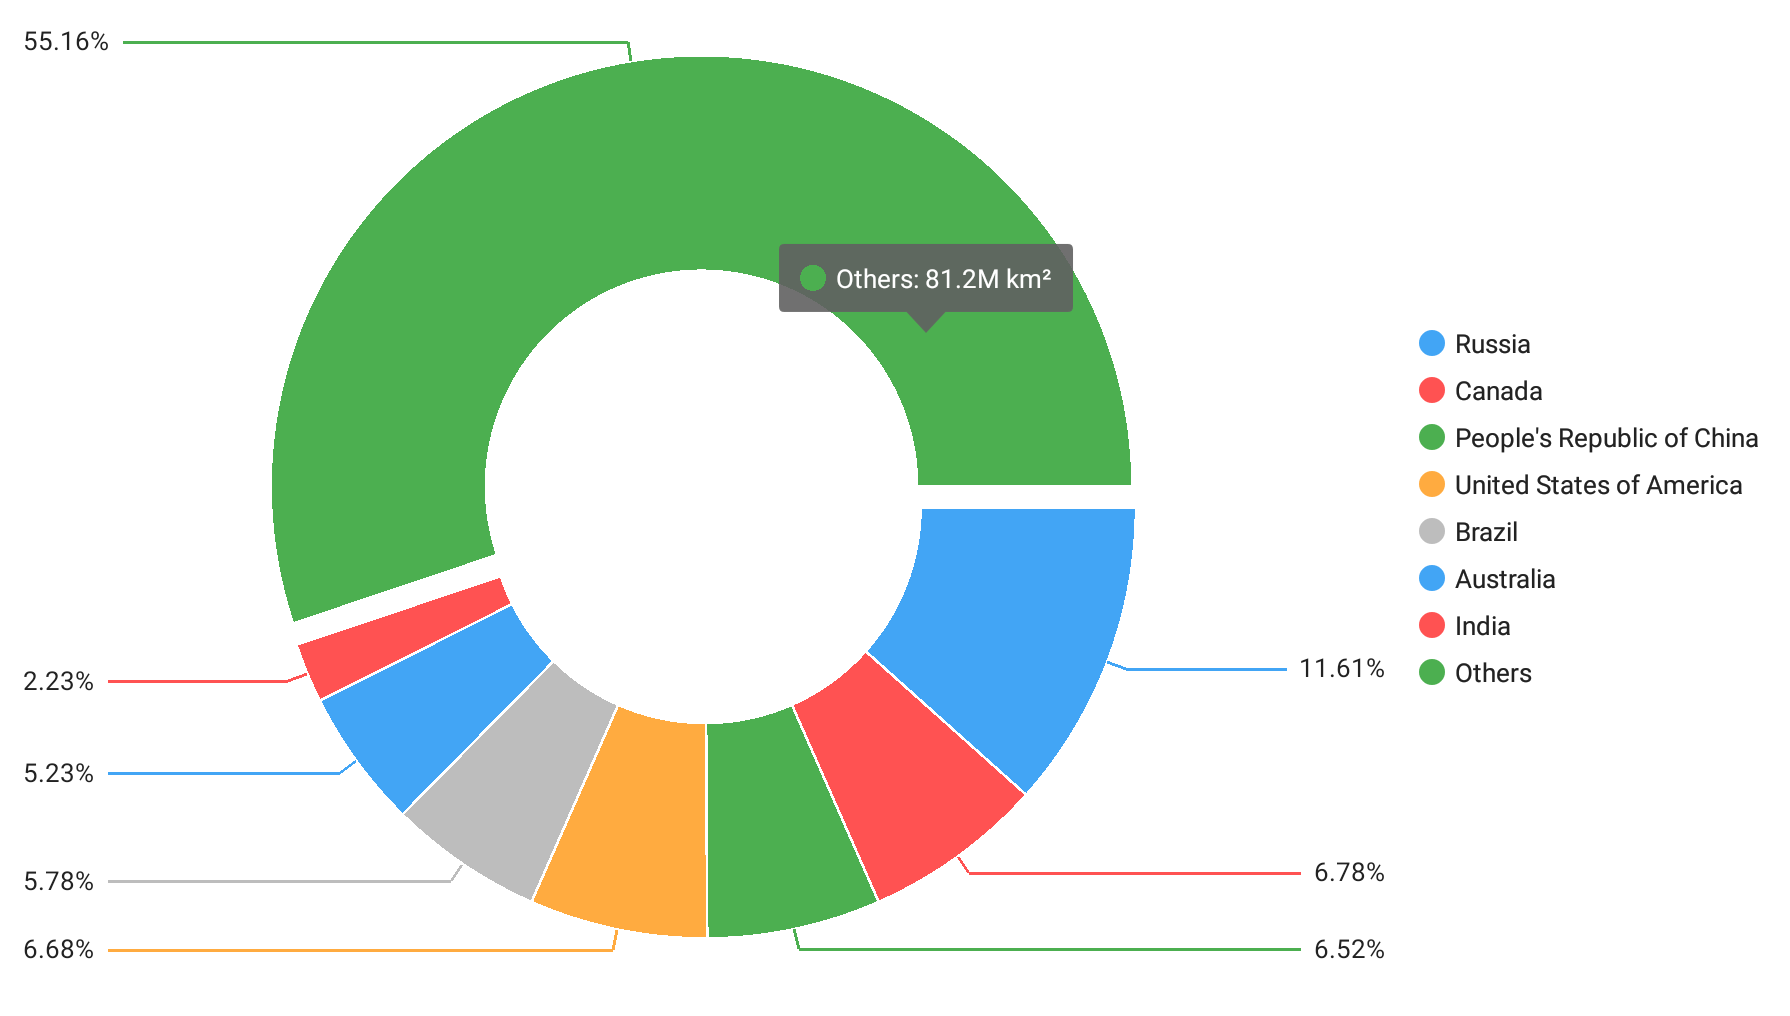 55.16%
Others: 81.2M km²
Russia
Canada
People's Republic of China
United States of America
Brazil
Australia
India
Others
11.61%
2.23%
5.23%
6.78%
5.78%
6.68%
6.52%